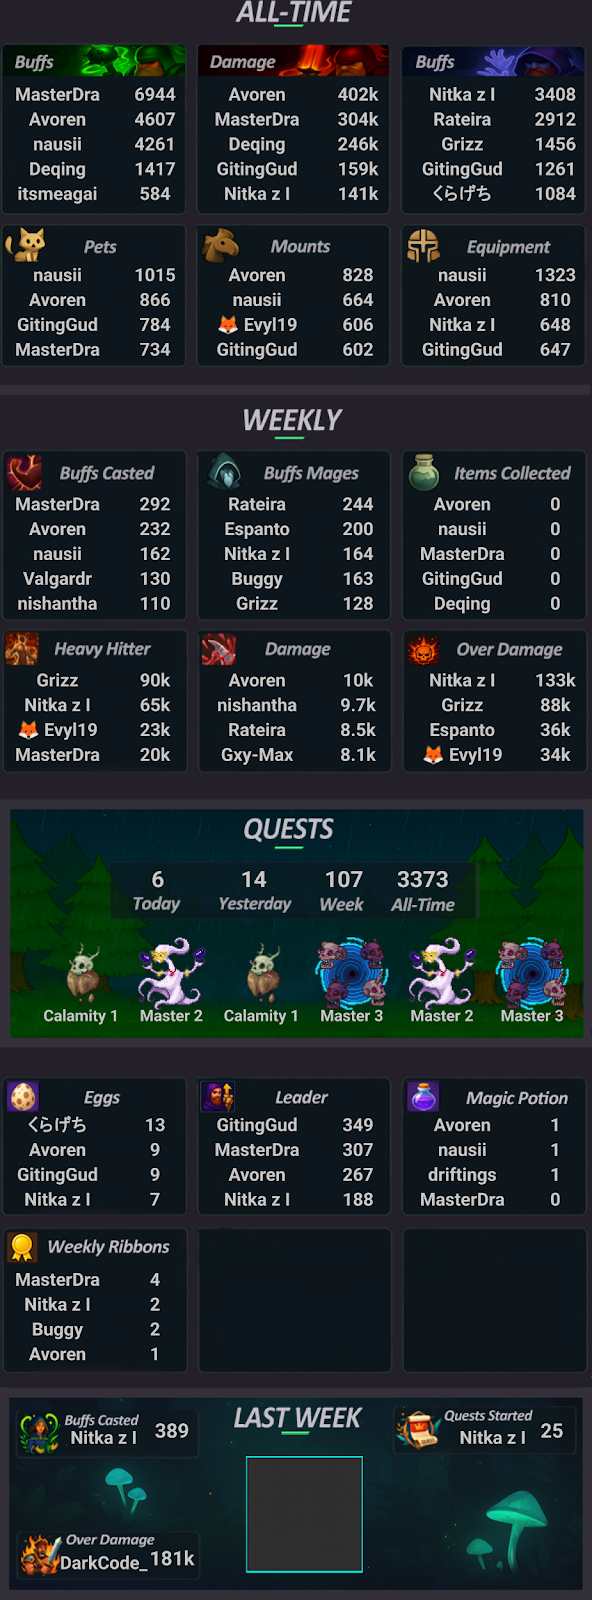 ALL-TIME
Buffs
MasterDra 6944
Avoren 4607
nausii 4261
Deqing 1417
itsmeagai 584
Damage
Avoren 402k
MasterDra 304k
Deqing 246k
GitingGud 159k
Nitka z I 141k
Buffs
Nitka z I 3408
Rateira 2912
Grizz 1456
GitingGud 1261
くらげち 1084
Pets
nausii 1015
Avoren 866
GitingGud 784
MasterDra 734
Mounts
Avoren 828
nausii 664
🦊 Evyl19 606
GitingGud 602
Equipment
nausii 1323
Avoren 810
Nitka z I 648
GitingGud 647
WEEKLY
Buffs Casted
MasterDra 292
Avoren 232
nausii 162
Valgardr 130
nishantha 110
Buffs Mages
Rateira 244
Espanto 200
Nitka z I 164
Buggy 163
Grizz 128
Items Collected
Avoren 0
nausii 0
MasterDra 0
GitingGud 0
Deqing 0
Heavy Hitter
Grizz 90k
Nitka z I 65k
🦊 Evyl19 23k
MasterDra 20k
Damage
Avoren 10k
nishantha 9.7k
Rateira 8.5k
Gxy-Max 8.1k
Over Damage
Nitka z I 133k
Grizz 88k
Espanto 36k
🦊 Evyl19 34k
QUESTS
6 14 107 3373
Today Yesterday Week All-Time
Calamity 1 Master 2 Calamity 1 Master 3 Master 2 Master 3
Eggs
くらげち 13
Avoren 9
GitingGud 9
Nitka z I 7
Leader
GitingGud 349
MasterDra 307
Avoren 267
Nitka z I 188
Magic Potion
Avoren 1
nausii 1
driftings 1
MasterDra 0
Weekly Ribbons
MasterDra 4
Nitka z I 2
Buggy 2
Avoren 1
LAST WEEK
Buffs Casted
Nitka z I 389
Quests Started
Nitka z I 25
Over Damage
DarkCode_ 181k